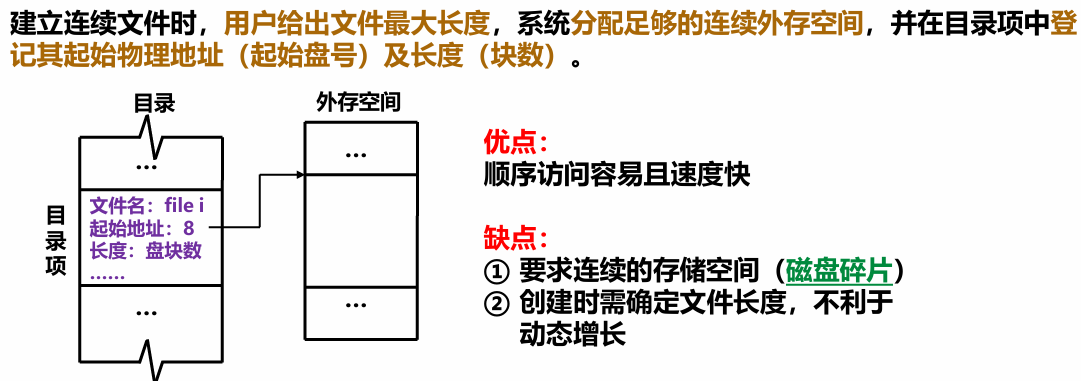 建立连续文件时，用户给出文件最大长度，系统分配足够的连续外存空间，并在目录项中登
记其起始物理地址（起始盘号）及长度（块数）。
目录
外存空间
...
...
优点：
顺序访问容易且速度快
目录项
文件名：file i
起始地址：8
长度：盘块数
……
缺点：
① 要求连续的存储空间（磁盘碎片）
② 创建时需确定文件长度，不利于
动态增长
...
...